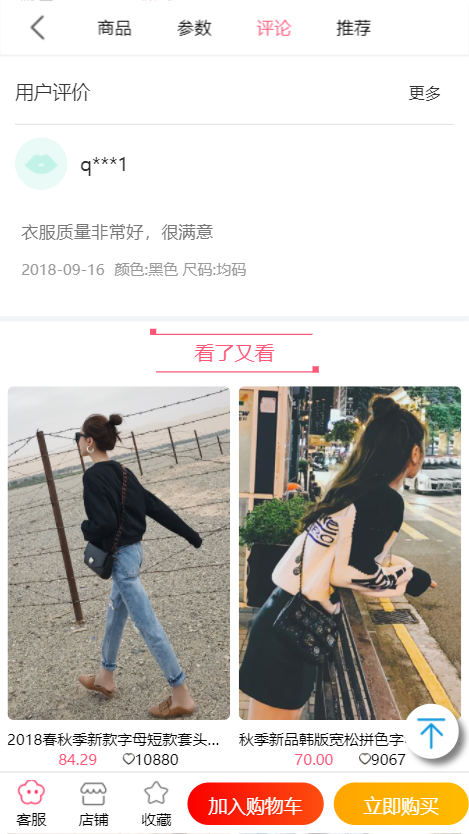 商品 参数 评论 推荐
用户评价 更多
q***1
衣服质量非常好，很满意
2018-09-16 颜色:黑色 尺码:均码
看了又看
2018春秋季新款字母短款套头...
84.29 10880
秋季新品韩版宽松拼色字
70.00 9067
客服 店铺 收藏 加入购物车 立即购买